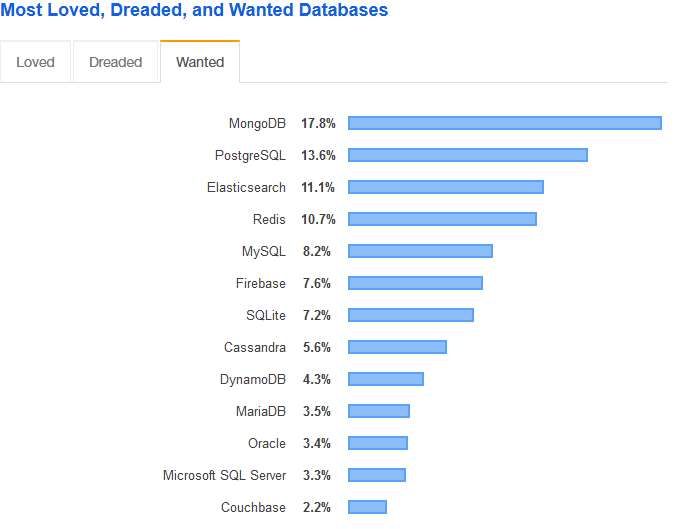 Most Loved, Dreaded, and Wanted Databases
Loved Dreaded Wanted
MongoDB 17.8%
PostgreSQL 13.6%
Elasticsearch 11.1%
Redis 10.7%
MySQL 8.2%
Firebase 7.6%
SQLite 7.2%
Cassandra 5.6%
DynamoDB 4.3%
MariaDB 3.5%
Oracle 3.4%
Microsoft SQL Server 3.3%
Couchbase 2.2%